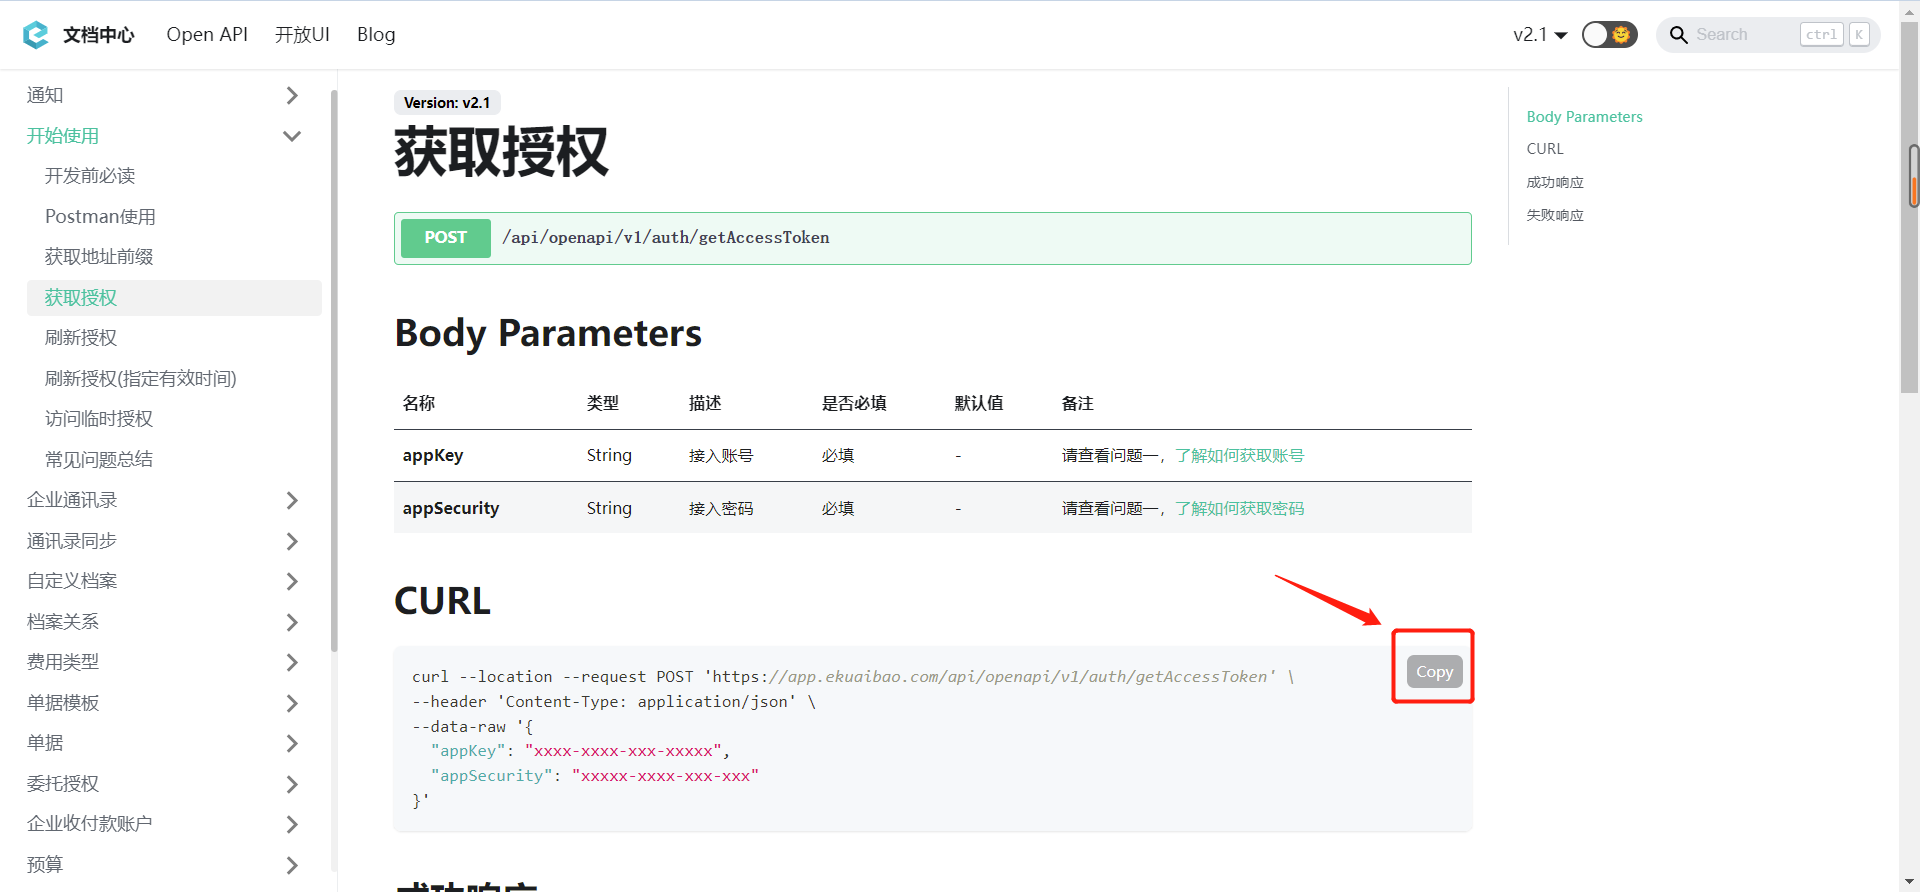 文档中心 Open API 开放UI Blog v2.1 Search ctrl K
通知
开始使用
开发前必读
Postman使用
获取地址前缀
获取授权
刷新授权
刷新授权(指定有效时间)
访问临时授权
常见问题总结
企业通讯录
通讯录同步
自定义档案
档案关系
费用类型
单据模板
单据
委托授权
企业收付款账户
预算
Version: v2.1
获取授权
POST /api/openapi/v1/auth/getAccessToken
Body Parameters
名称 类型 描述 是否必填 默认值 备注
appKey String 接入账号 必填 - 请查看问题一，了解如何获取账号
appSecurity String 接入密码 必填 - 请查看问题一，了解如何获取密码
CURL
Copy
curl --location --request POST 'https://app.ekuaibao.com/api/openapi/v1/auth/getAccessToken' \
--header 'Content-Type: application/json' \
--data-raw '{
"appKey": "xxxx-xxxx-xxx-xxxxx",
"appSecurity": "xxxxx-xxxx-xxx-xxx"
}'
成功响应
Body Parameters
CURL
成功响应
失败响应